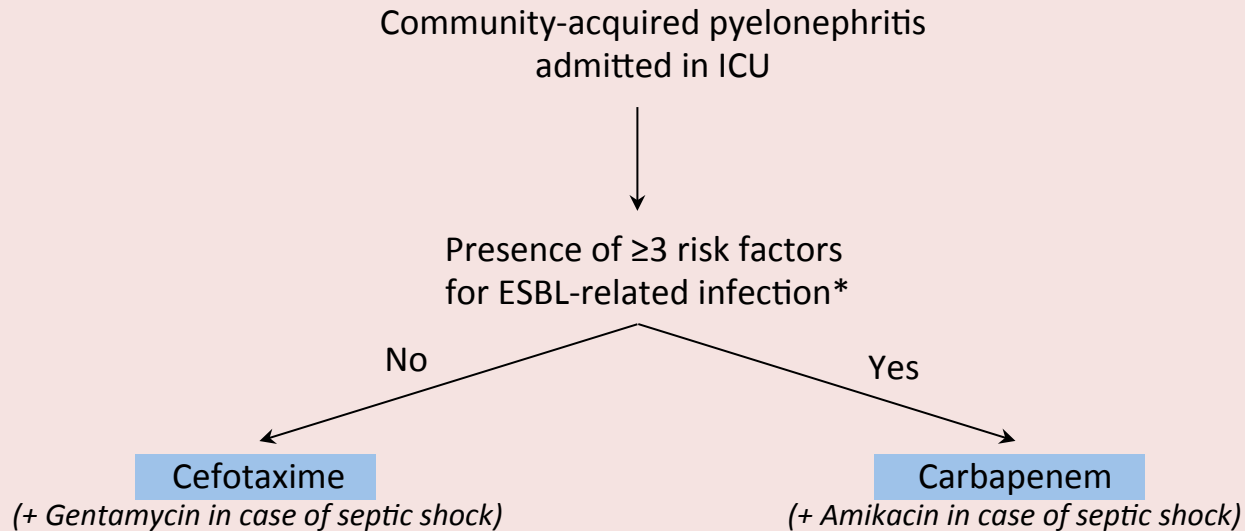 Community-acquired pyelonephritis
admitted in ICU
Presence of ≥3 risk factors
for ESBL-related infection*
No
Yes
Cefotaxime
(+ Gentamycin in case of septic shock)
Carbapenem
(+ Amikacin in case of septic shock)